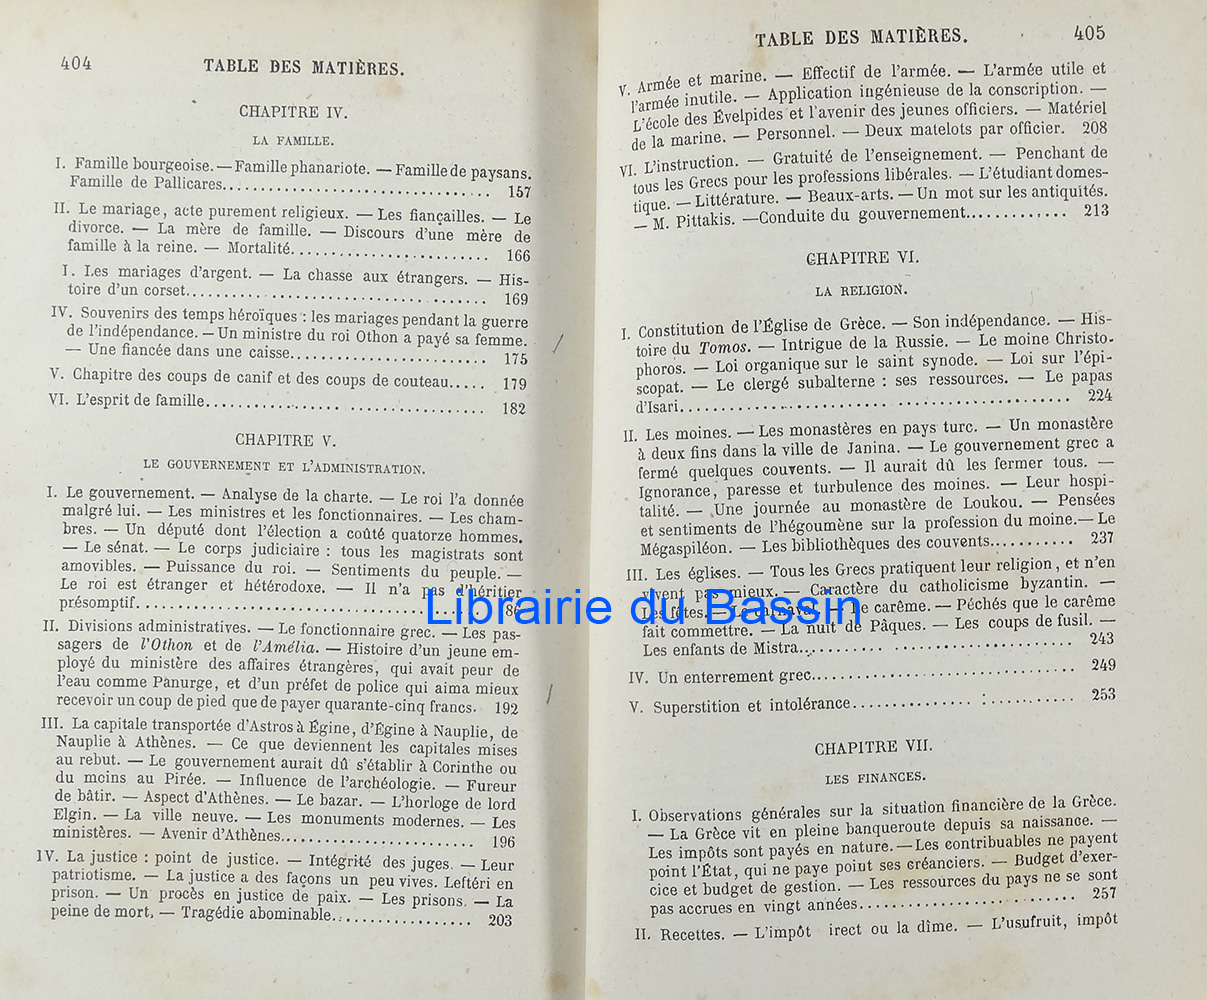 404 TABLE DES MATIÈRES.
CHAPITRE IV.
LA FAMILLE.
I. Famille bourgeoise. — Famille phanariote. — Famille de paysans.
Famille de Pallicares.. 157
II. Le mariage, acte purement religieux. — Les fiançailles. — Le
divorce. — La mère de famille. — Discours d'une mère de
famille à la reine. — Mortalité. 166
I. Les mariages d'argent. — La chasse aux étrangers. — His-
toire d'un corset. 169
IV. Souvenirs des temps héroïques : les mariages pendant la guerre
de l'indépendance. — Un ministre du roi Othon a payé sa femme.
— Une fiancée dans une caisse. 175
V. Chapitre des coups de canif et des coups de couteau..... 179
VI. L'esprit de famille. 182
CHAPITRE V.
LE GOUVERNEMENT ET L'ADMINISTRATION.
I. Le gouvernement. — Analyse de la charte. — Le roi l'a donnée
malgré lui. — Les ministres et les fonctionnaires. — Les cham-
bres. — Un député dont l'élection a coûté quatorze hommes.
— Le sénat. — Le corps judiciaire : tous les magistrats sont
amovibles. — Puissance du roi. — Sentiments du peuple. —
Le roi est étranger et hétérodoxe. — Il n'a pas d'héritier
présomptif.
II. Divisions administratives. — Le fonctionnaire grec. — Les pas-
sagers de l'Othon et de l'Amélia. — Histoire d'un jeune em-
ployé du ministère des affaires étrangères, qui avait peur de
l'eau comme Panurge, et d'un préfet de police qui aima mieux
recevoir un coup de pied que de payer quarante-cinq francs. 192
III. La capitale transportée d'Astros à Égine, d'Égine à Nauplie, de
Nauplie à Athènes. — Ce que deviennent les capitales mises
au rebut. — Le gouvernement aurait dû s'établir à Corinthe ou
du moins au Pirée. — Influence de l'archéologie. — Fureur
de bâtir. — Aspect d'Athènes. — Le bazar. — L'horloge de lord
Elgin. — La ville neuve. — Les monuments modernes. — Les
ministères. — Avenir d'Athènes. 196
IV. La justice : point de justice. — Intégrité des juges. — Leur
patriotisme. — La justice a des façons un peu vives. Leftéri en
prison. — Un procès en justice de paix. — Les prisons. — La
peine de mort. — Tragédie abominable. 203
TABLE DES MATIÈRES. 405
V. Armée et marine. — Effectif de l'armée. — L'armée utile et
l'armée inutile. — Application ingénieuse de la conscription. —
L'école des Évelpides et l'avenir des jeunes officiers. — Matériel
de la marine. — Personnel. — Deux matelots par officier. 208
VI. L'instruction. — Gratuité de l'enseignement. — Penchant de
tous les Grecs pour les professions libérales. — L'étudiant domes-
tique. — Littérature. — Beaux-arts. — Un mot sur les antiquités.
— M. Pittakis. — Conduite du gouvernement. 213
CHAPITRE VI.
LA RELIGION.
I. Constitution de l'Église de Grèce. — Son indépendance. — His-
toire du Tomos. — Intrigue de la Russie. — Le moine Christo-
phoros. — Loi organique sur le saint synode. — Loi sur l'épi-
scopat. — Le clergé subalterne : ses ressources. — Le papas
d'Isari. 224
II. Les moines. — Les monastères en pays turc. — Un monastère
à deux fins dans la ville de Janina. — Le gouvernement grec a
fermé quelques couvents. — Il aurait dû les fermer tous. —
Ignorance, paresse et turbulence des moines. — Leur hospi-
talité. — Une journée au monastère de Loukou. — Pensées
et sentiments de l'hégoumène sur la profession du moine. — Le
Mégaspiléon. — Les bibliothèques des couvents. 237
III. Les églises. — Tous les Grecs pratiquent leur religion, et n'en
vivent pas mieux. — Caractère du catholicisme byzantin. —
Les fêtes. — Le carnaval. — Le carême. — Péchés que le carême
fait commettre. — La nuit de Pâques. — Les coups de fusil. —
Les enfants de Mistra. 243
IV. Un enterrement grec. 249
V. Superstition et intolérance. 253
CHAPITRE VII.
LES FINANCES.
I. Observations générales sur la situation financière de la Grèce.
— La Grèce vit en pleine banqueroute depuis sa naissance. —
Les impôts sont payés en nature. — Les contribuables ne payent
point l'État, qui ne paye point ses créanciers. — Budget d'exer-
cice et budget de gestion. — Les ressources du pays ne se sont
pas accrues en vingt années. 257
II. Recettes. — L'impôt irect ou la dîme. — L'usufruit, impôt
Librairie du Bassin